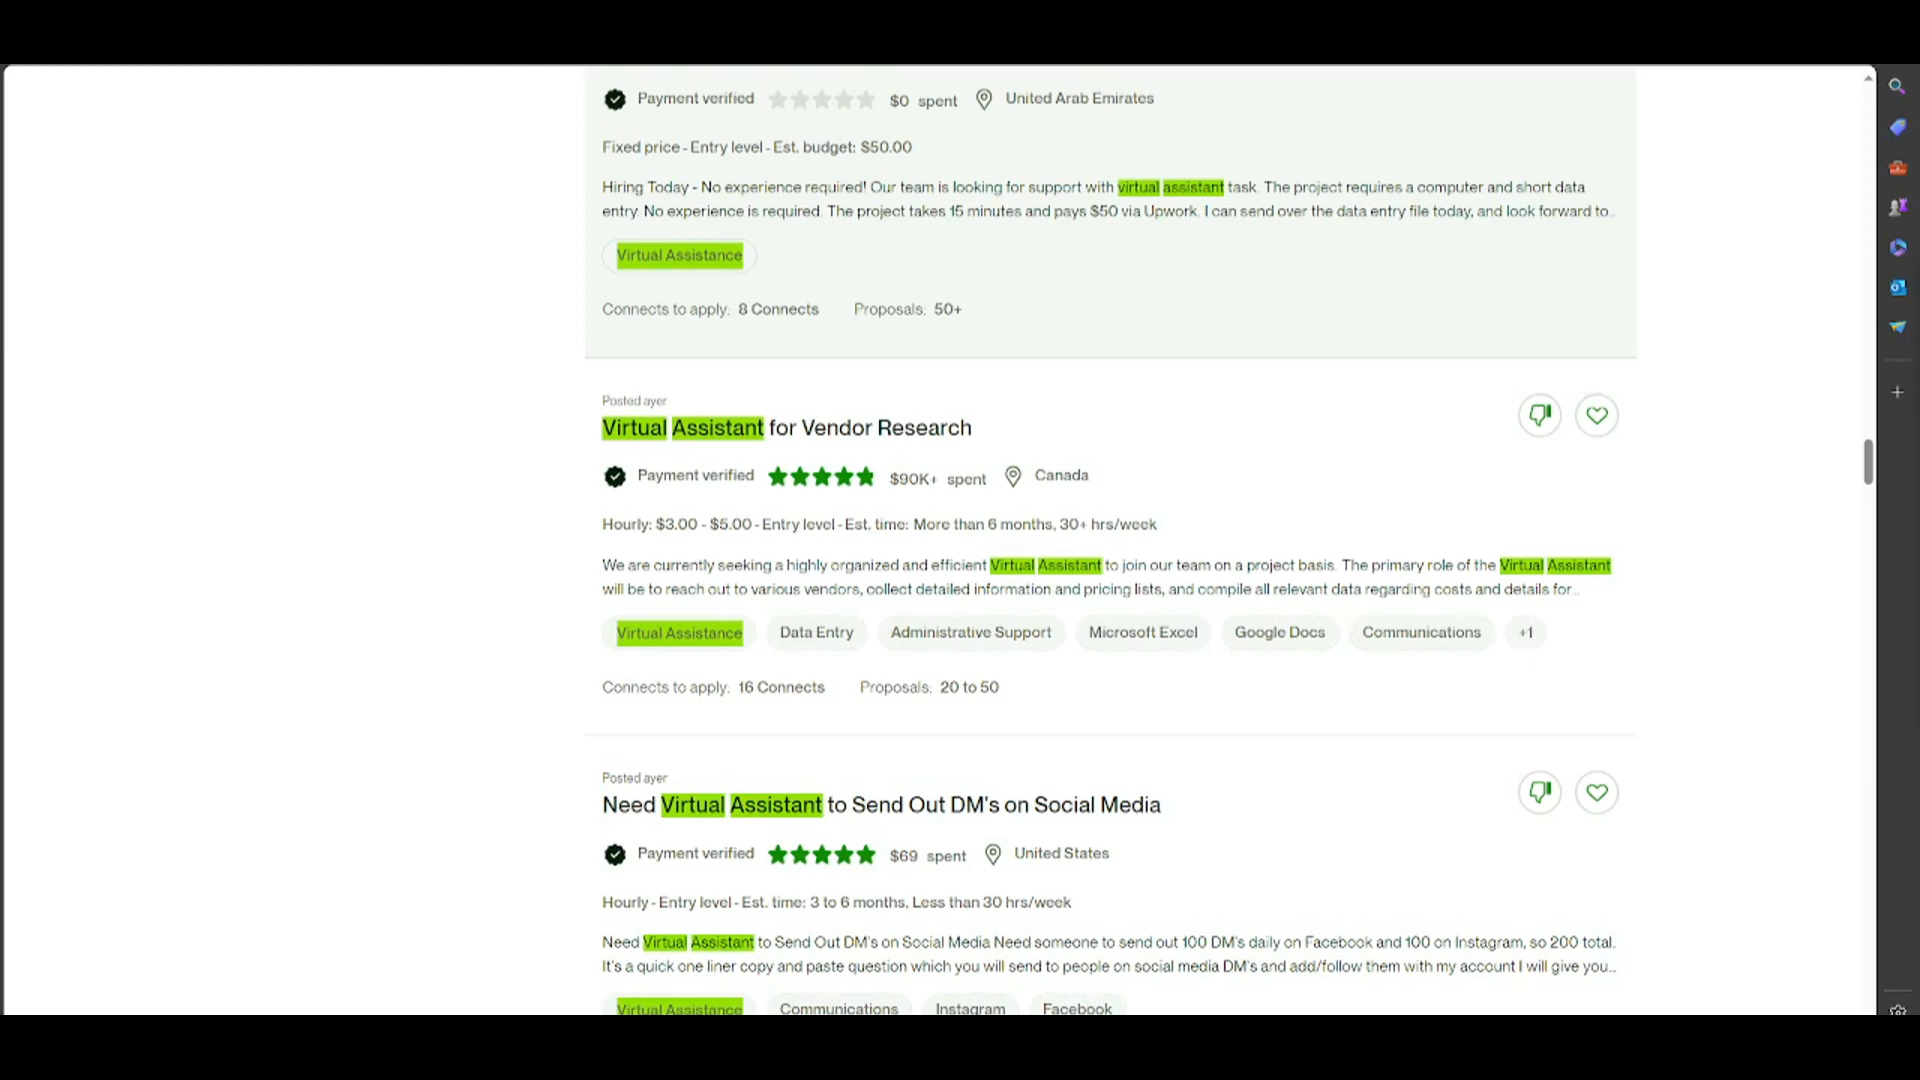 Payment verified $0 spent United Arab Emirates
Fixed price - Entry level - Est. budget: $50.00
Hiring Today - No experience required! Our team is looking for support with virtual assistant task. The project requires a computer and short data
entry. No experience is required. The project takes 15 minutes and pays $50 via Upwork. I can send over the data entry file today, and look forward to...
Virtual Assistance
Connects to apply: 8 Connects Proposals: 50+
Posted ayer
Virtual Assistant for Vendor Research
Payment verified $90K+ spent Canada
Hourly: $3.00 - $5.00 - Entry level - Est. time: More than 6 months, 30+ hrs/week
We are currently seeking a highly organized and efficient Virtual Assistant to join our team on a project basis. The primary role of the Virtual Assistant
will be to reach out to various vendors, collect detailed information and pricing lists, and compile all relevant data regarding costs and details for...
Virtual Assistance Data Entry Administrative Support Microsoft Excel Google Docs Communications +1
Connects to apply: 16 Connects Proposals: 20 to 50
Posted ayer
Need Virtual Assistant to Send Out DM's on Social Media
Payment verified $69 spent United States
Hourly - Entry level - Est. time: 3 to 6 months, Less than 30 hrs/week
Need Virtual Assistant to Send Out DM's on Social Media Need someone to send out 100 DM's daily on Facebook and 100 on Instagram, so 200 total.
It's a quick one liner copy and paste question which you will send to people on social media DM's and add/follow them with my account I will give you...
Virtual Assistance Communications Instagram Facebook